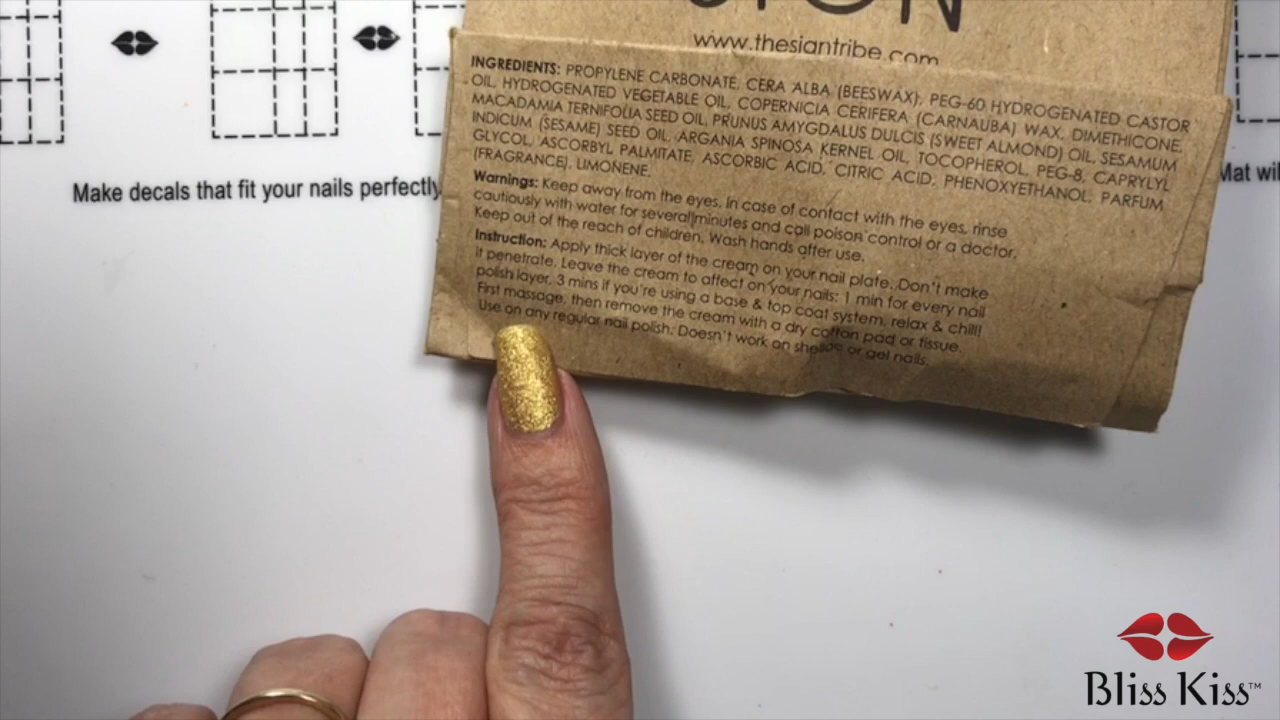 www.thesiantribe.com
INGREDIENTS: PROPYLENE CARBONATE, CERA ALBA (BEESWAX), PEG-60 HYDROGENATED CASTOR
OIL, HYDROGENATED VEGETABLE OIL, COPERNICIA CERIFERA (CARNAUBA) WAX, DIMETHICONE,
MACADAMIA TERNIFOLIA SEED OIL, PRUNUS AMYGDALUS DULCIS (SWEET ALMOND) OIL, SESAMUM
INDICUM (SESAME) SEED OIL, ARGANIA SPINOSA KERNEL OIL, TOCOPHEROL, PEG-8, CAPRYLYL
GLYCOL, ASCORBYL PALMITATE, ASCORBIC ACID, CITRIC ACID, PHENOXYETHANOL, PARFUM
(FRAGRANCE), LIMONENE.
Warnings: Keep away from the eyes. In case of contact with the eyes, rinse
cautiously with water for several minutes and call poison control or a doctor.
Keep out of the reach of children. Wash hands after use.
Instruction: Apply thick layer of the cream on your nail plate. Don't make
it penetrate. Leave the cream to affect on your nails: 1 min for every nail
polish layer, 3 mins if you're using a base & top coat system, relax & chill!
First massage, then remove the cream with a dry cotton pad or tissue.
Use on any regular nail polish. Doesn't work on shellac or gel nails.
Make decals that fit your nails perfectly
Mat wil
Bliss Kiss™